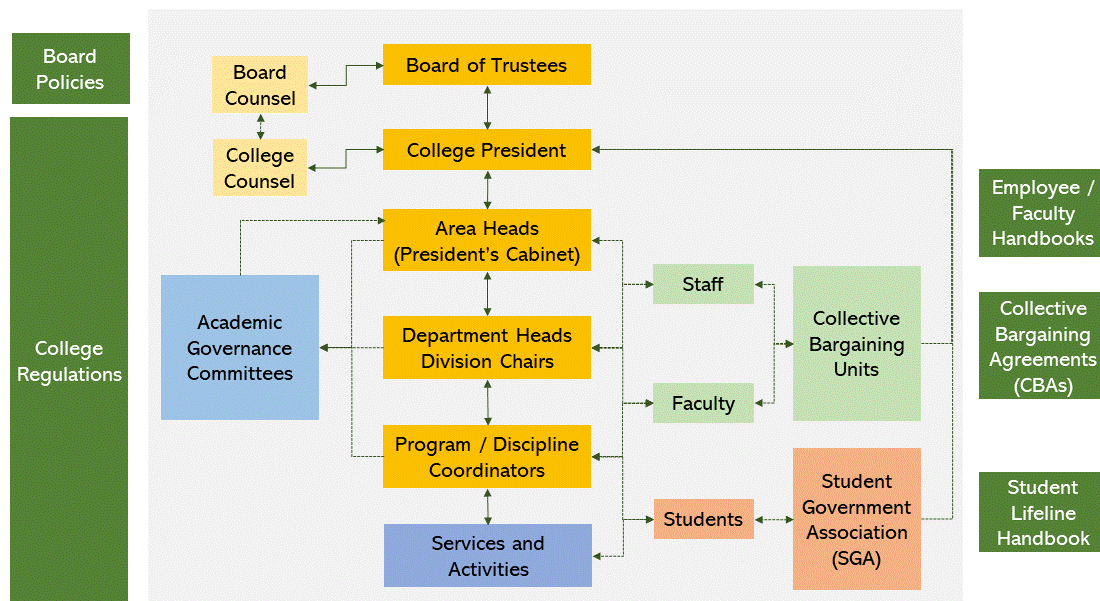 Board
Policies
Board
Counsel
Board of Trustees
College
Counsel
College President
Employee /
Faculty
Handbooks
Area Heads
(President's Cabinet)
Staff
Academic
Governance
Committees
College
Regulations
Department Heads
Division Chairs
Collective
Bargaining
Units
Collective
Bargaining
Agreements
(CBAs)
Faculty
Program / Discipline
Coordinators
Students
Student
Government
Association
(SGA)
Student
Lifeline
Handbook
Services and
Activities